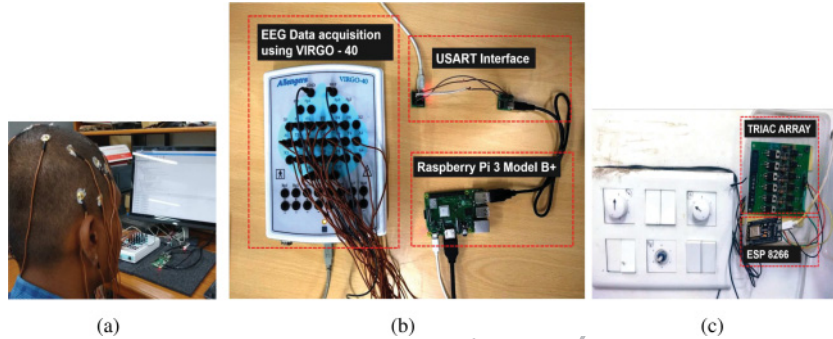 EEG Data acquisition
using VIRGO - 40
Allengers
VIRGO-40
USART Interface
Raspberry Pi 3 Model B+
TRIAC ARRAY
ESP 8266
(a)
(b)
(c)